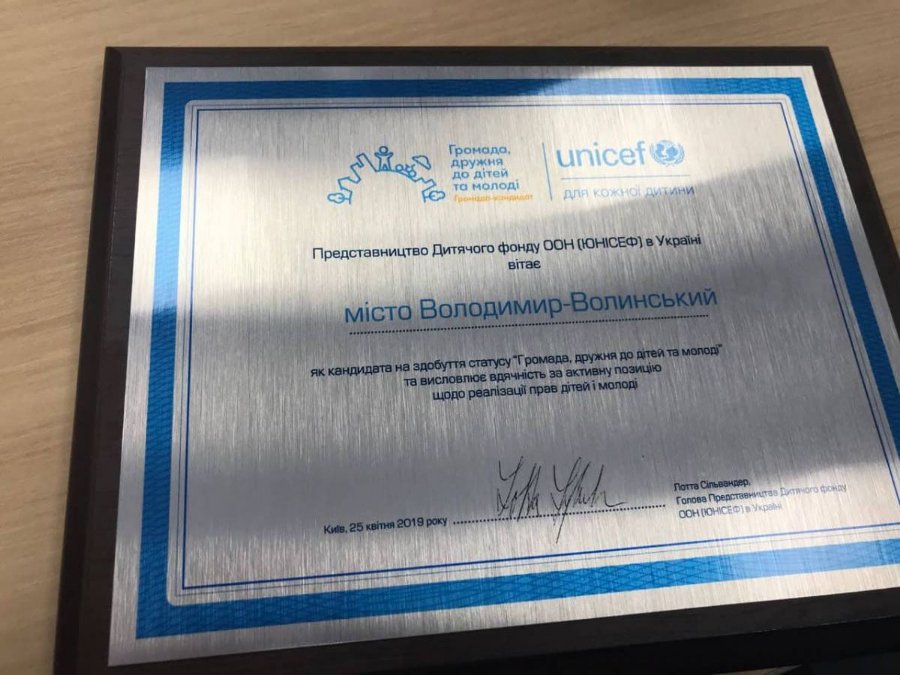 Громада,
дружня
до дітей
та молоді
Громада-кандидат
unicef
для кожної дитини
Представництво Дитячого фонду ООН (ЮНІСЕФ) в Україні
вітає
місто Володимир-Волинський
як кандидата на здобуття статусу "Громада, дружня до дітей та молоді"
та висловлює вдячність за активну позицію
щодо реалізації прав дітей і молоді
Київ, 25 квітня 2019 року
Лотта Сільвандер,
Голова Представництва Дитячого фонду
ООН (ЮНІСЕФ) в Україні